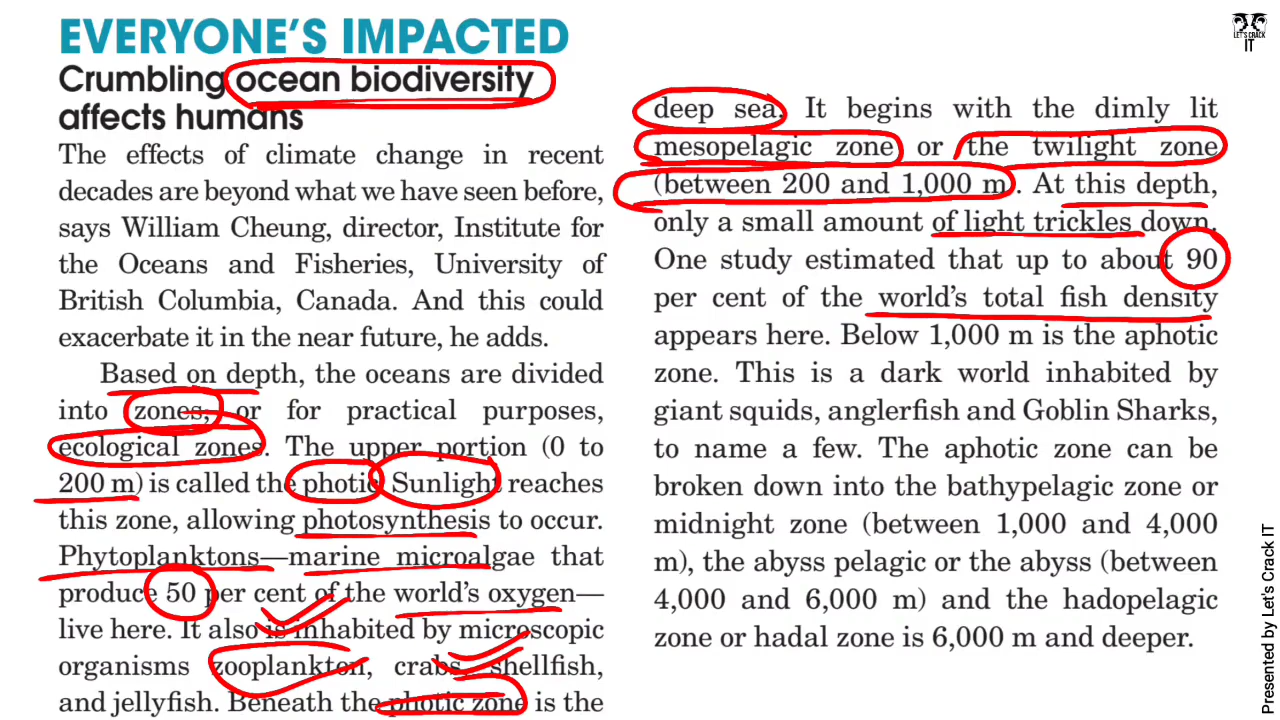 EVERYONE'S IMPACTED
Crumbling ocean biodiversity
affects humans
The effects of climate change in recent
decades are beyond what we have seen before,
says William Cheung, director, Institute for
the Oceans and Fisheries, University of
British Columbia, Canada. And this could
exacerbate it in the near future, he adds.
Based on depth, the oceans are divided
into zones, or for practical purposes,
ecological zones. The upper portion (0 to
200 m) is called the photic Sunlight reaches
this zone, allowing photosynthesis to occur.
Phytoplanktons—marine microalgae that
produce 50 per cent of the world's oxygen—
live here. It also is inhabited by microscopic
organisms zooplankton, crabs, shellfish,
and jellyfish. Beneath the photic zone is the
deep sea. It begins with the dimly lit
mesopelagic zone or the twilight zone
(between 200 and 1,000 m). At this depth,
only a small amount of light trickles down.
One study estimated that up to about 90
per cent of the world's total fish density
appears here. Below 1,000 m is the aphotic
zone. This is a dark world inhabited by
giant squids, anglerfish and Goblin Sharks,
to name a few. The aphotic zone can be
broken down into the bathypelagic zone or
midnight zone (between 1,000 and 4,000
m), the abyss pelagic or the abyss (between
4,000 and 6,000 m) and the hadopelagic
zone or hadal zone is 6,000 m and deeper.
LET'S CRACK
IT
Presented by Let's Crack IT